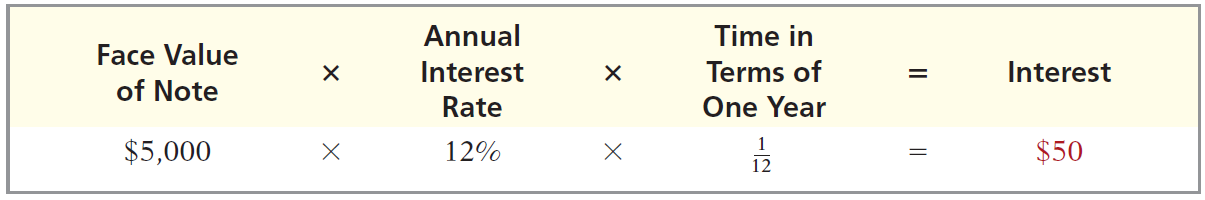 Face Value
of Note
×
Annual
Interest
Rate
×
Time in
Terms of
One Year
=
Interest
$5,000 × 12% × 1/12 = $50